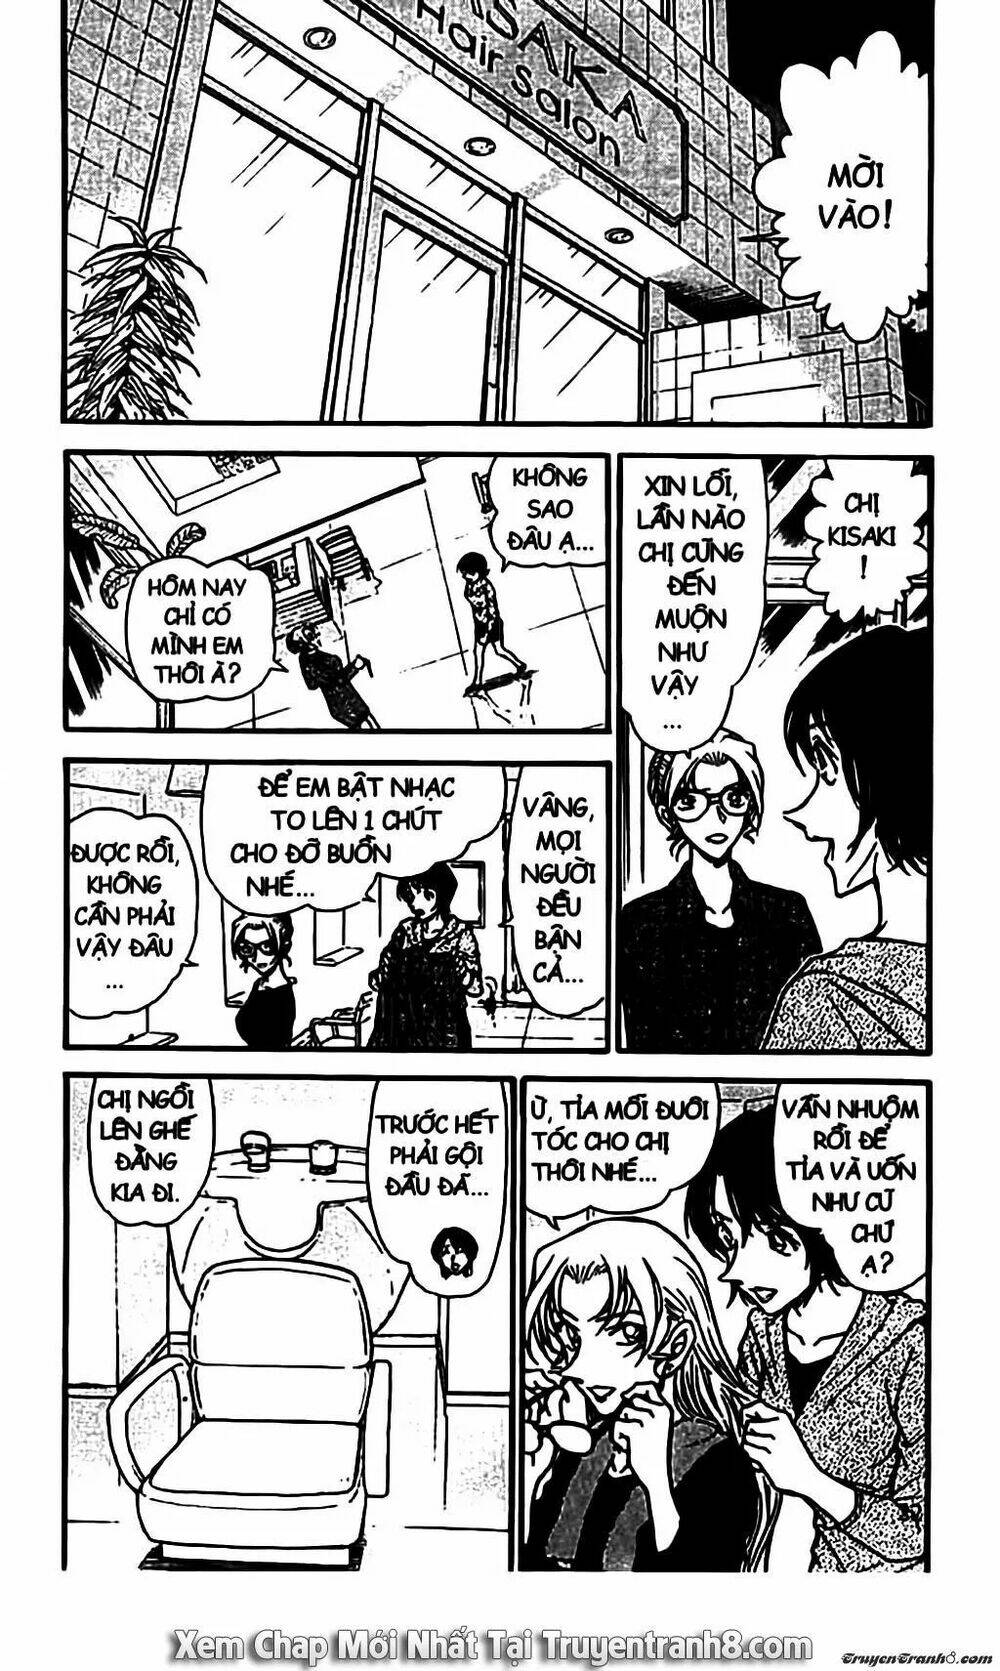 ASAKA
Hair Salon
MỜI
VÀO!
CHỊ
KISAKI
!
XIN LỖI,
LẦN NÀO
CHỊ CŨNG
ĐẾN
MUỘN
NHƯ
VẬY
...
KHÔNG
SAO
ĐÂU Ạ...
HÔM NAY
CHỈ CÓ
MÌNH EM
THÔI À?
VÂNG,
MỌI
NGƯỜI
ĐỀU
BẬN
CẢ...
ĐỂ EM BẬT NHẠC
TO LÊN 1 CHÚT
CHO ĐỠ BUỒN
NHÉ...
ĐƯỢC RỒI,
KHÔNG
CẦN PHẢI
VẬY ĐÂU
...
VẪN NHUỘM
RỒI ĐỂ
TỈA VÀ UỐN
NHƯ CŨ
CHỨ
Ạ?
Ừ, TỈA MỖI ĐUÔI
TÓC CHO CHỊ
THÔI NHÉ...
TRƯỚC HẾT
PHẢI GỘI
ĐẦU ĐÃ...
CHỊ NGỒI
LÊN GHẾ
ĐẰNG
KIA ĐI.
Xem Chap Mới Nhất Tại Truyentranh8.com
TruyenTranh8.com